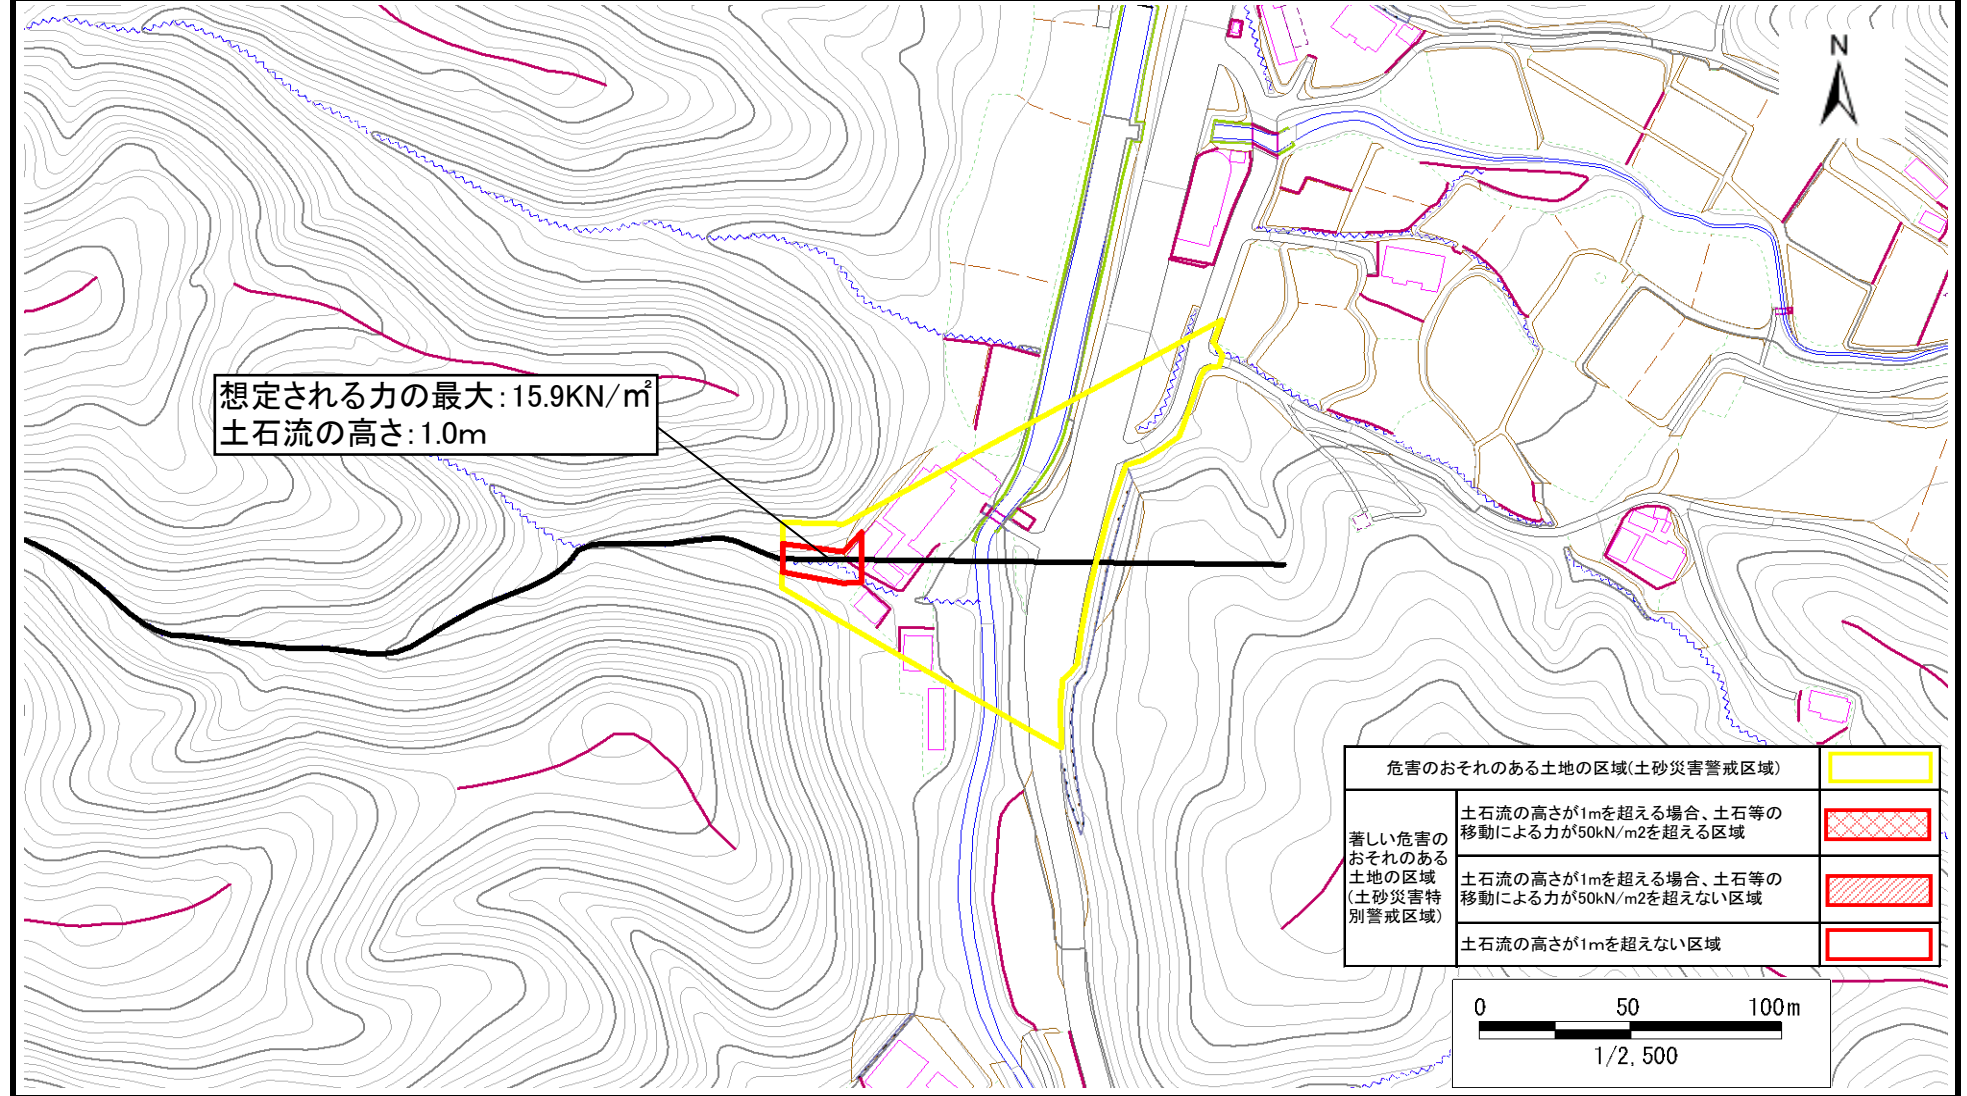 N
想定される力の最大:15.9KN/㎡
土石流の高さ:1.0m
危害のおそれのある土地の区域(土砂災害警戒区域)
著しい危害の
おそれのある
土地の区域
(土砂災害特
別警戒区域)
土石流の高さが1mを超える場合、土石等の
移動による力が50kN/m2を超える区域
土石流の高さが1mを超える場合、土石等の
移動による力が50kN/m2を超えない区域
土石流の高さが1mを超えない区域
0 50 100m
1/2,500